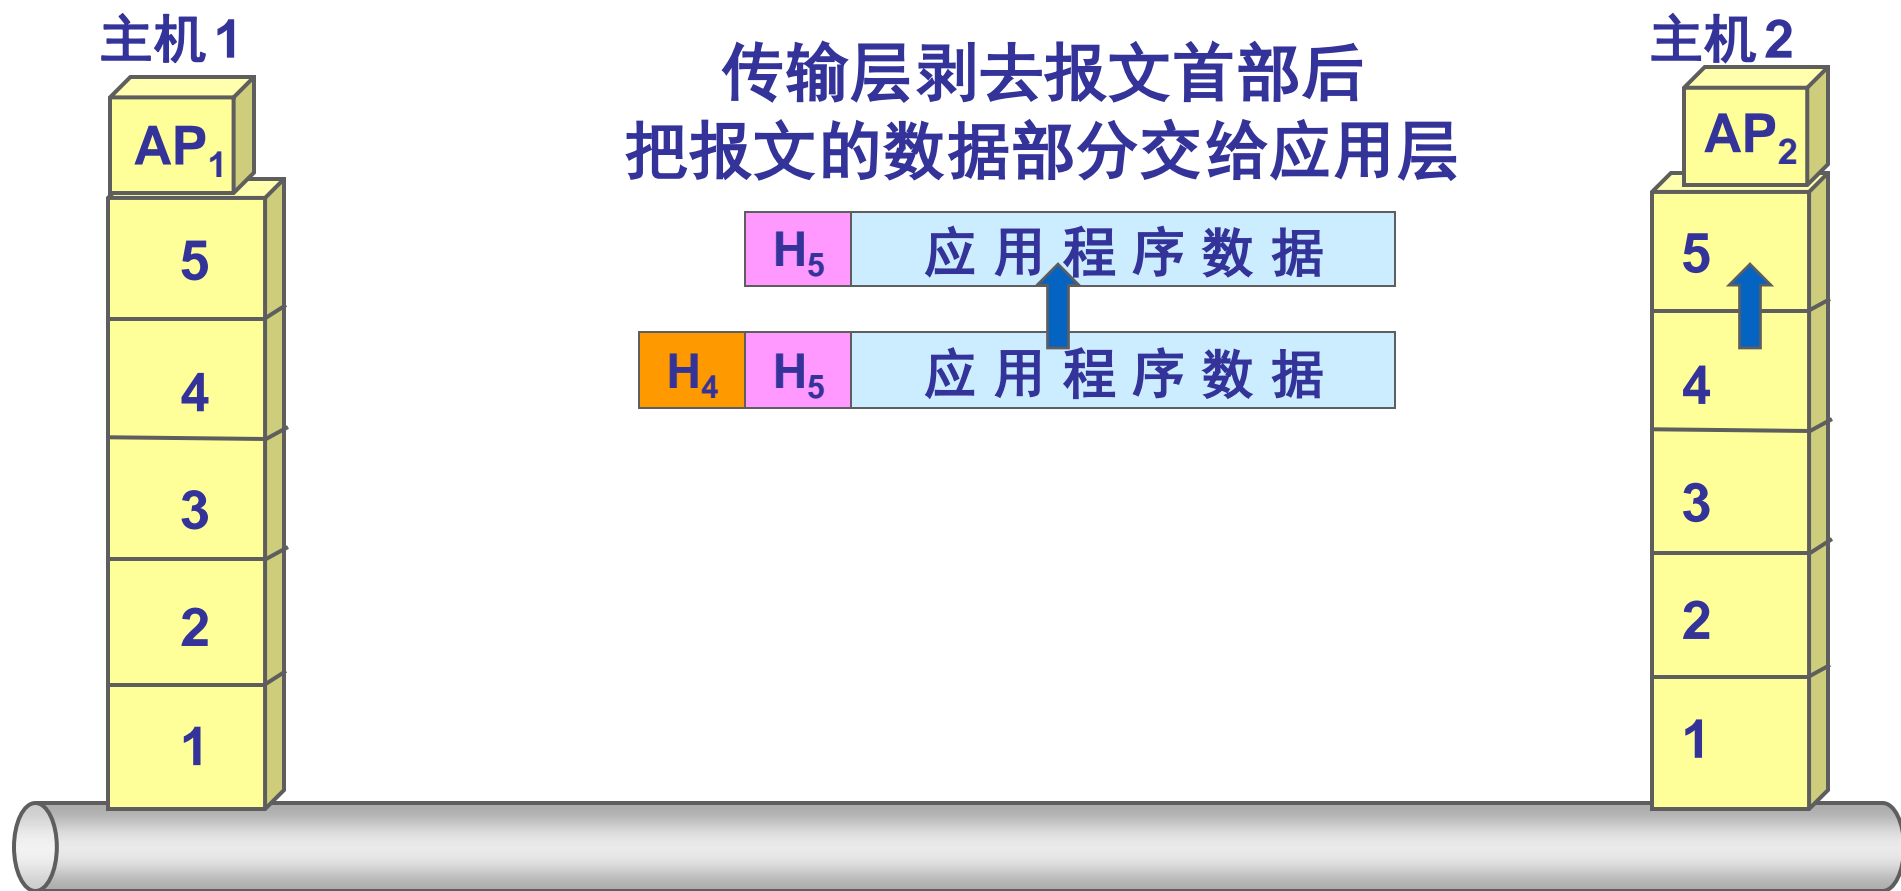 主机 1
主机 2
传输层剥去报文首部后
把报文的数据部分交给应用层
AP1
AP2
H5 应 用 程 序 数 据
H4 H5 应 用 程 序 数 据
5
4
3
2
1
5
4
3
2
1